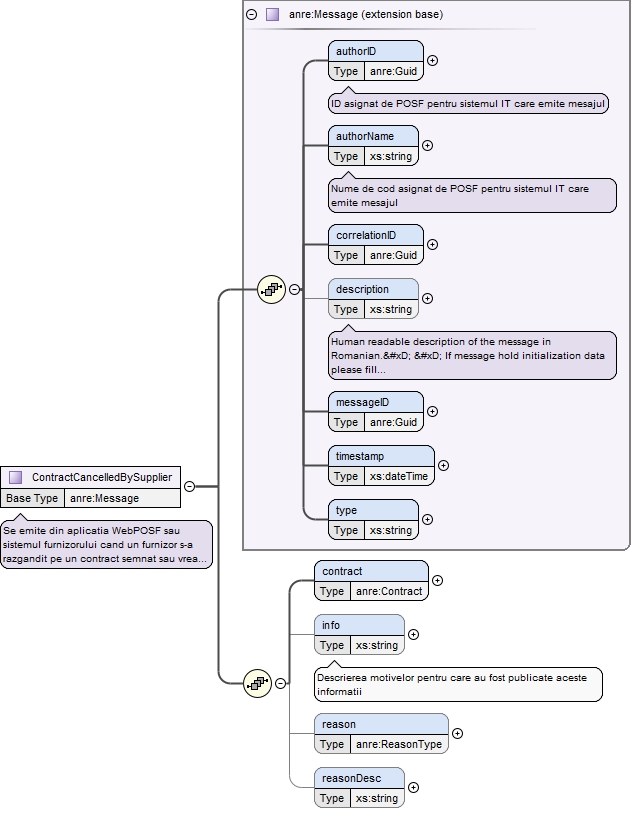 anre:Message (extension base)
authorID
Type anre:Guid
ID asignat de POSF pentru sistemul IT care emite mesajul
authorName
Type xs:string
Nume de cod asignat de POSF pentru sistemul IT care
emite mesajul
correlationID
Type anre:Guid
description
Type xs:string
Human readable description of the message in
Romanian.&#xD; &#xD; If message hold initialization data
please fill...
messageID
Type anre:Guid
timestamp
Type xs:dateTime
type
Type xs:string
ContractCancelledBySupplier
Base Type anre:Message
Se emite din aplicatia WebPOSF sau
sistemul furnizorului cand un furnizor s-a
razgandit pe un contract semnat sau vrea...
contract
Type anre:Contract
info
Type xs:string
Descrierea motivelor pentru care au fost publicate aceste
informatii
reason
Type anre:ReasonType
reasonDesc
Type xs:string